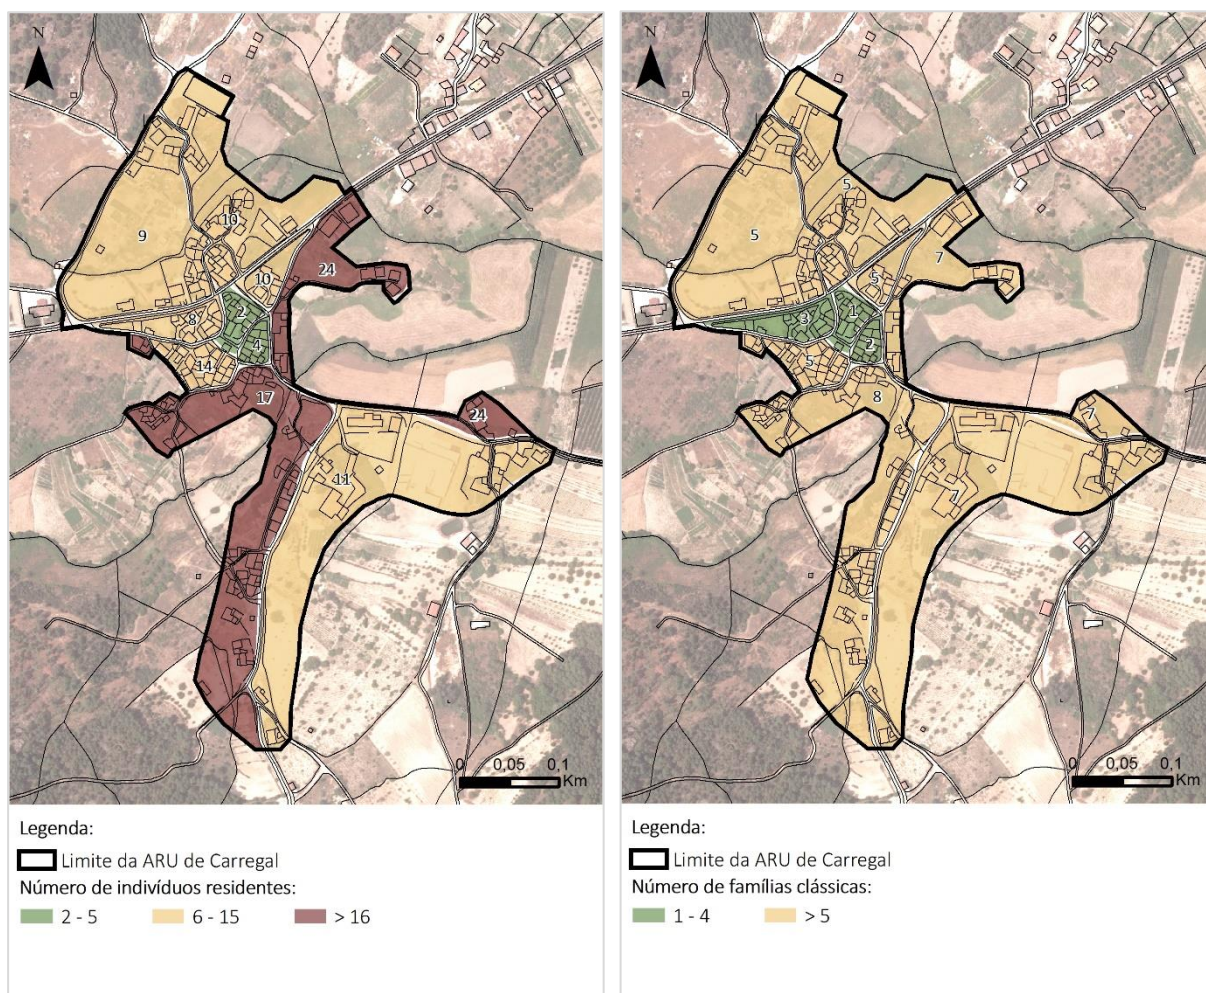 N
9
10
10
24
2
8
4
14
17
24
11
0 0,05 0,1
Km
Legenda:
Limite da ARU de Carregal
Número de indivíduos residentes:
2 - 5
6 - 15
> 16
N
5
5
7
5
1
3
2
5
8
7
7
0 0,05 0,1
Km
Legenda:
Limite da ARU de Carregal
Número de famílias clássicas:
1 - 4
> 5